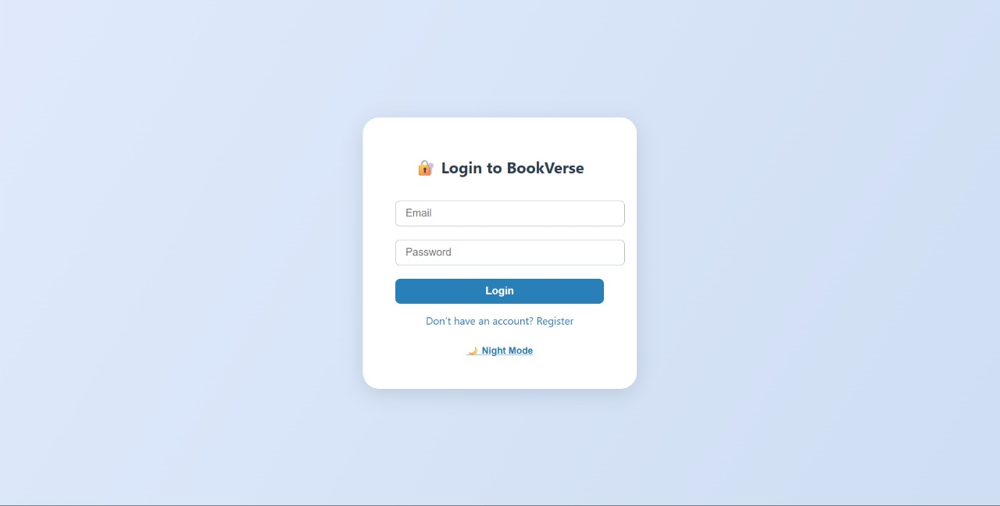 🔐 Login to BookVerse
Email
Password
Login
Don't have an account? Register
🌙 Night Mode